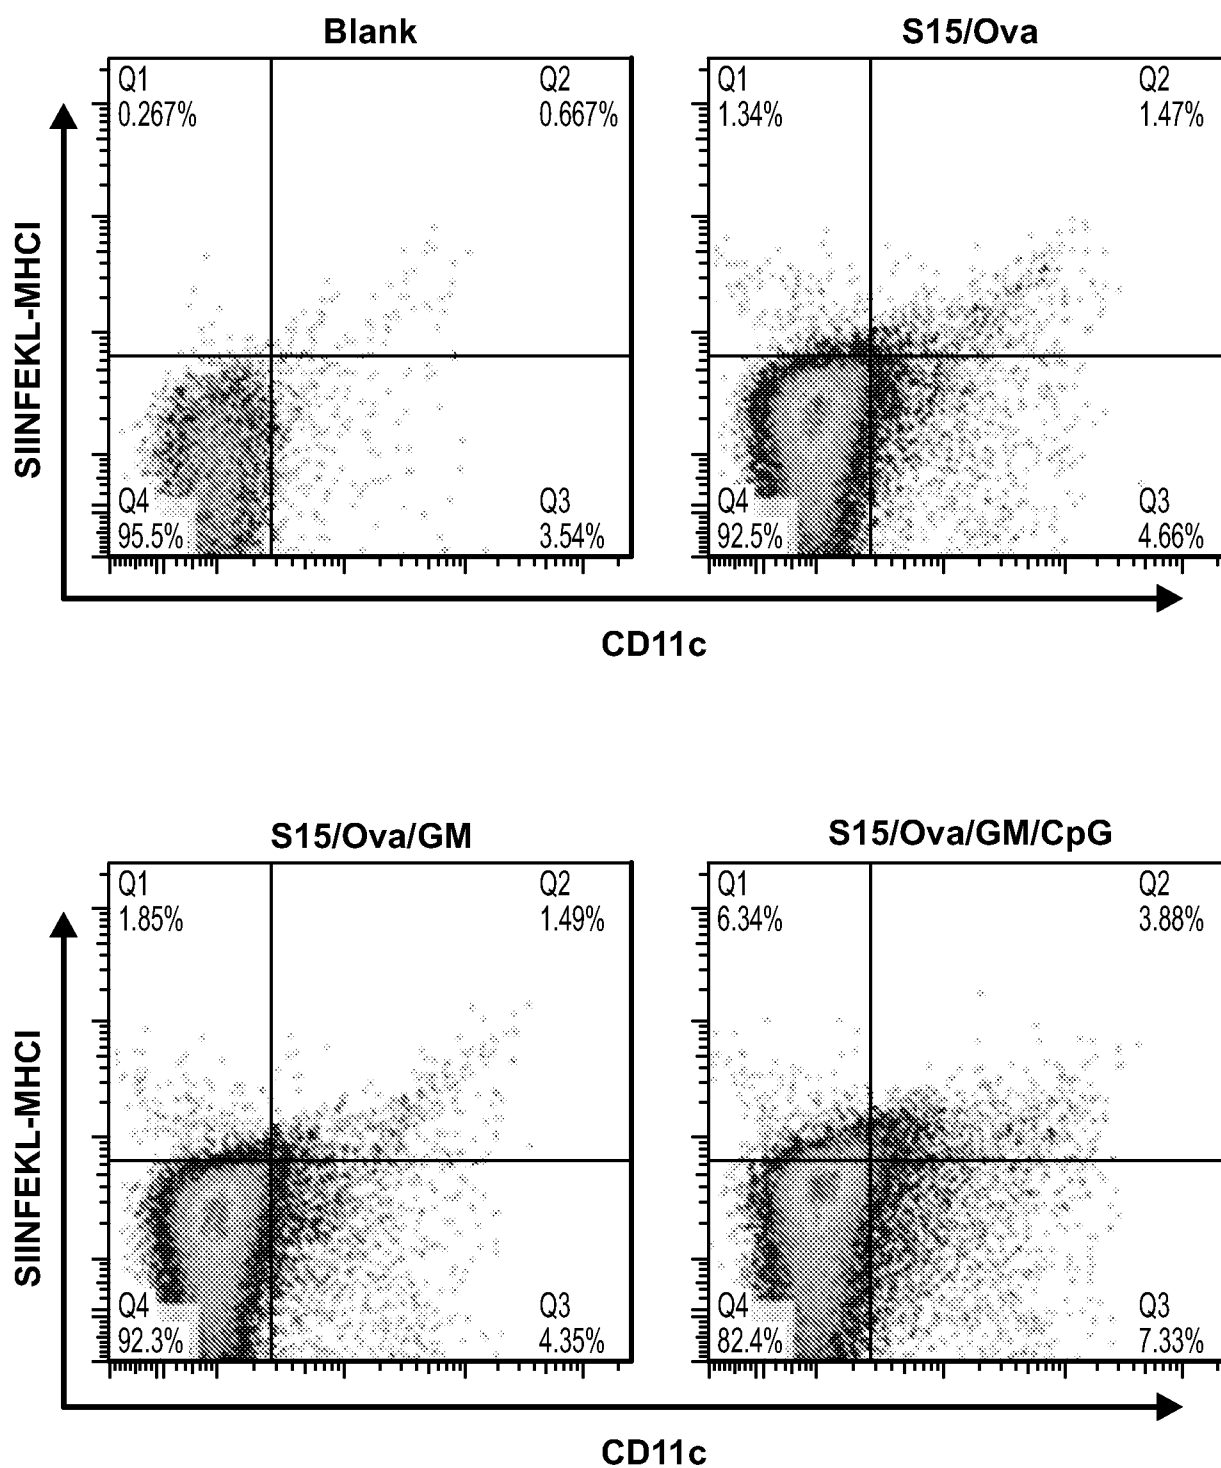 Blank
S15/Ova
Q1
0.267%
Q2
0.667%
Q1
1.34%
Q2
1.47%
SIINFEKL-MHCI
Q4
95.5%
Q3
3.54%
Q4
92.5%
Q3
4.66%
CD11c
S15/Ova/GM
S15/Ova/GM/CpG
Q1
1.85%
Q2
1.49%
Q1
6.34%
Q2
3.88%
SIINFEKL-MHCI
Q4
92.3%
Q3
4.35%
Q4
82.4%
Q3
7.33%
CD11c